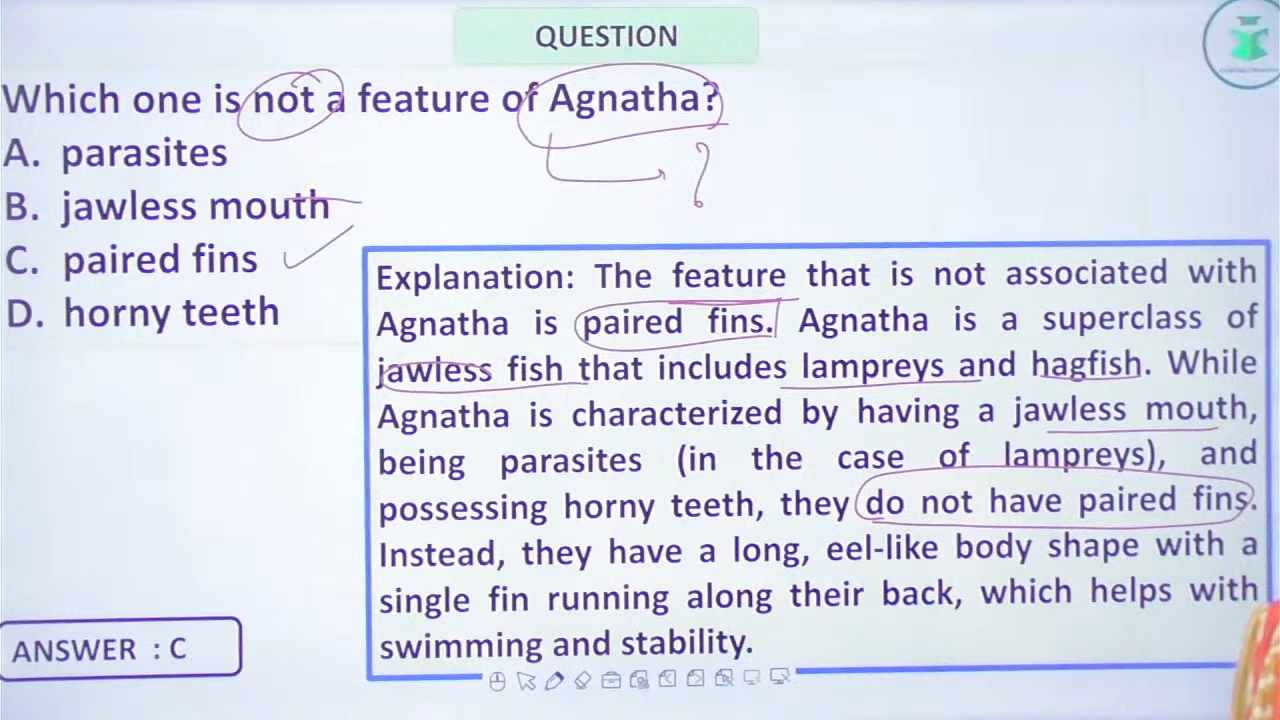 QUESTION
Which one is not a feature of Agnatha?
A. parasites
B. jawless mouth
C. paired fins
D. horny teeth
?
Explanation: The feature that is not associated with
Agnatha is paired fins. Agnatha is a superclass of
jawless fish that includes lampreys and hagfish. While
Agnatha is characterized by having a jawless mouth,
being parasites (in the case of lampreys), and
possessing horny teeth, they do not have paired fins.
Instead, they have a long, eel-like body shape with a
single fin running along their back, which helps with
swimming and stability.
ANSWER : C